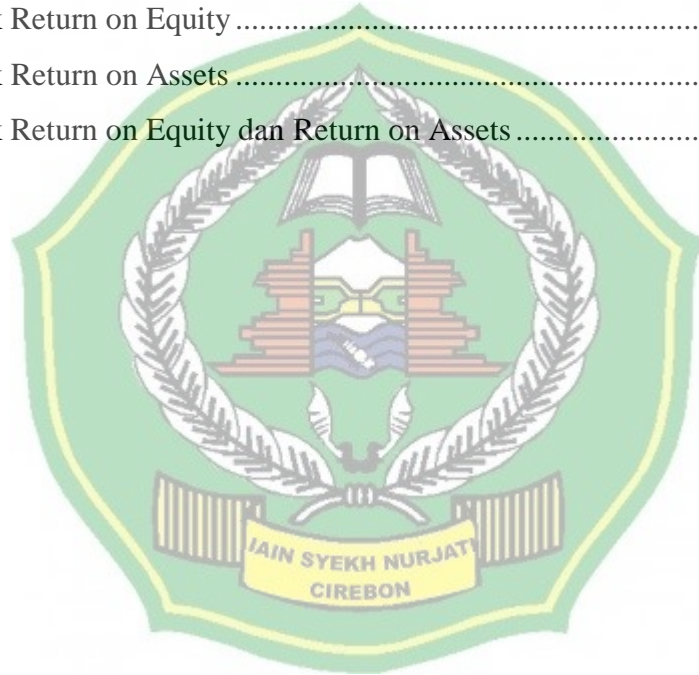 Return on Equity ..........................................................
Return on Assets ..........................................................
Return on Equity dan Return on Assets .......................
IAIN SYEKH NURJATI
CIREBON